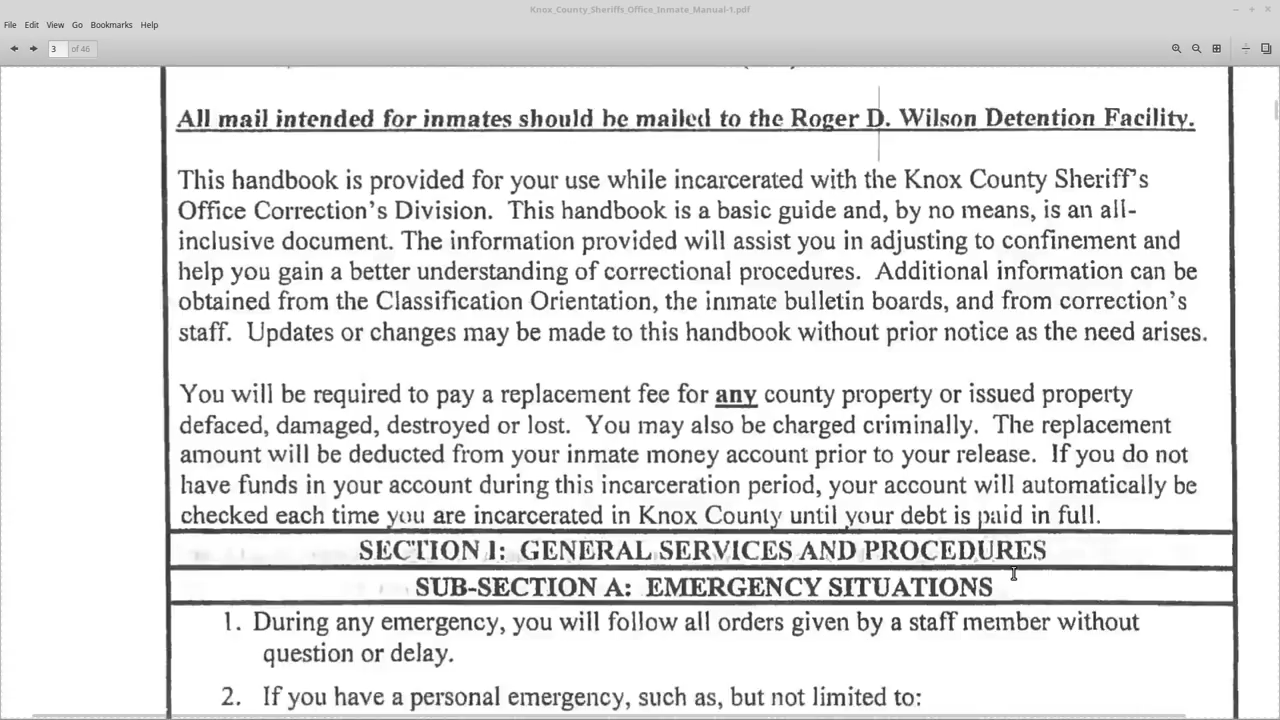 Knox_County_Sheriffs_Office_Inmate_Manual-1.pdf
File Edit View Go Bookmarks Help
3 of 46
All mail intended for inmates should be mailed to the Roger D. Wilson Detention Facility.
This handbook is provided for your use while incarcerated with the Knox County Sheriff's
Office Correction's Division. This handbook is a basic guide and, by no means, is an all-
inclusive document. The information provided will assist you in adjusting to confinement and
help you gain a better understanding of correctional procedures. Additional information can be
obtained from the Classification Orientation, the inmate bulletin boards, and from correction's
staff. Updates or changes may be made to this handbook without prior notice as the need arises.
You will be required to pay a replacement fee for any county property or issued property
defaced, damaged, destroyed or lost. You may also be charged criminally. The replacement
amount will be deducted from your inmate money account prior to your release. If you do not
have funds in your account during this incarceration period, your account will automatically be
checked each time you are incarcerated in Knox County until your debt is paid in full.
SECTION I: GENERAL SERVICES AND PROCEDURES
SUB-SECTION A: EMERGENCY SITUATIONS
1. During any emergency, you will follow all orders given by a staff member without
question or delay.
2. If you have a personal emergency, such as, but not limited to: